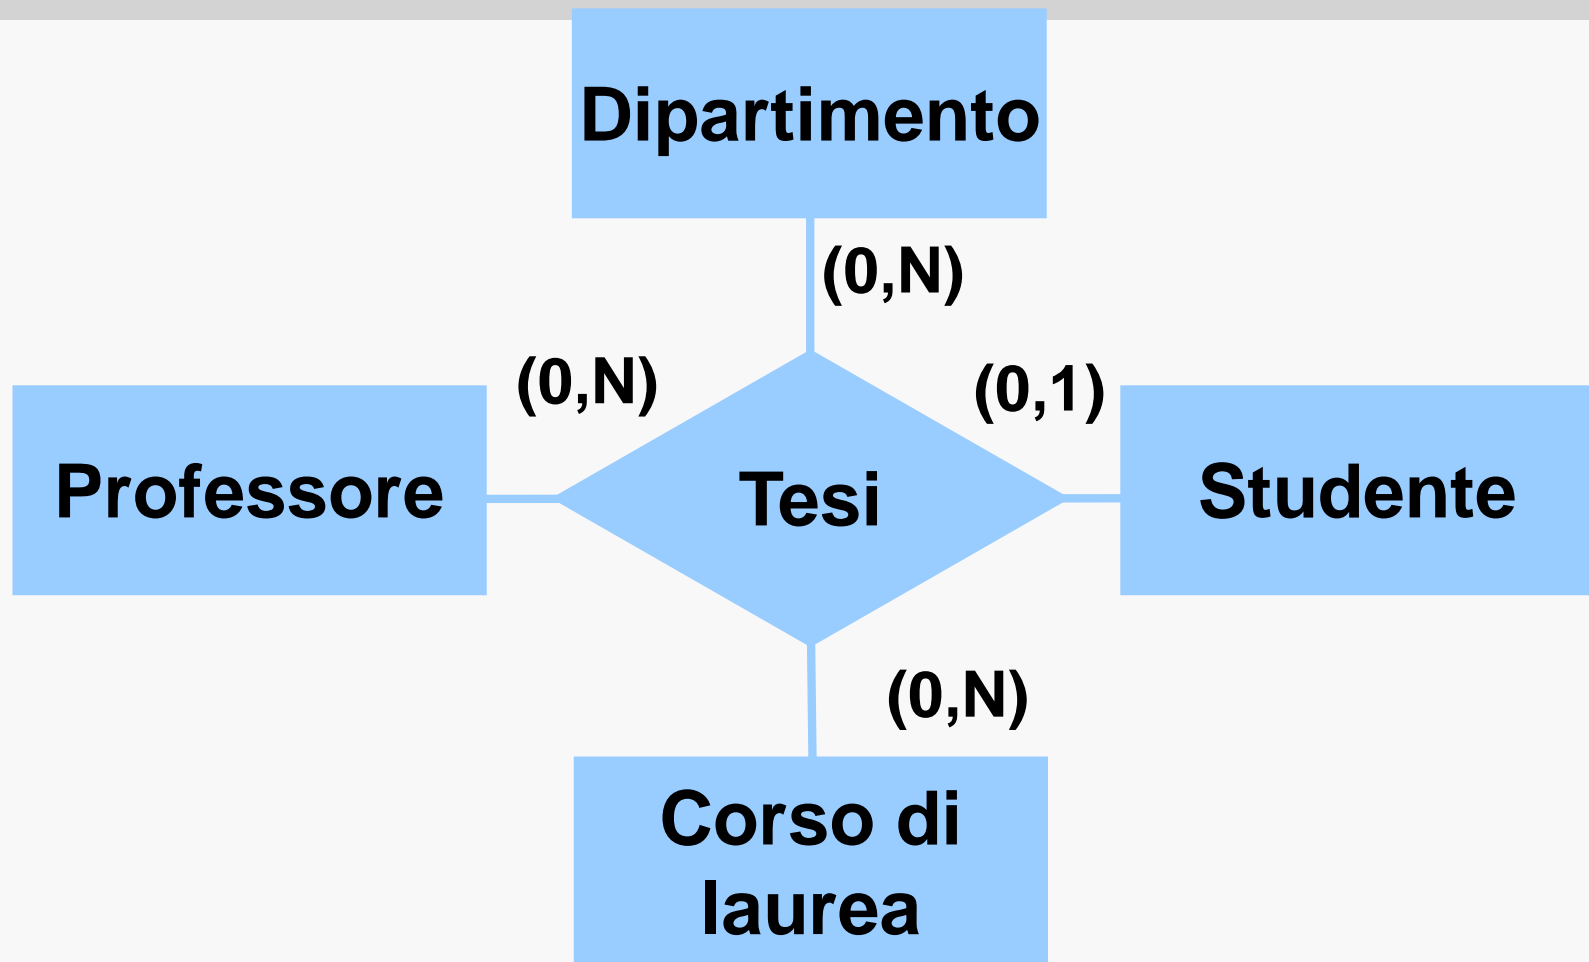 Dipartimento
(0,N)
(0,N)
(0,1)
Professore
Tesi
Studente
(0,N)
Corso di
laurea